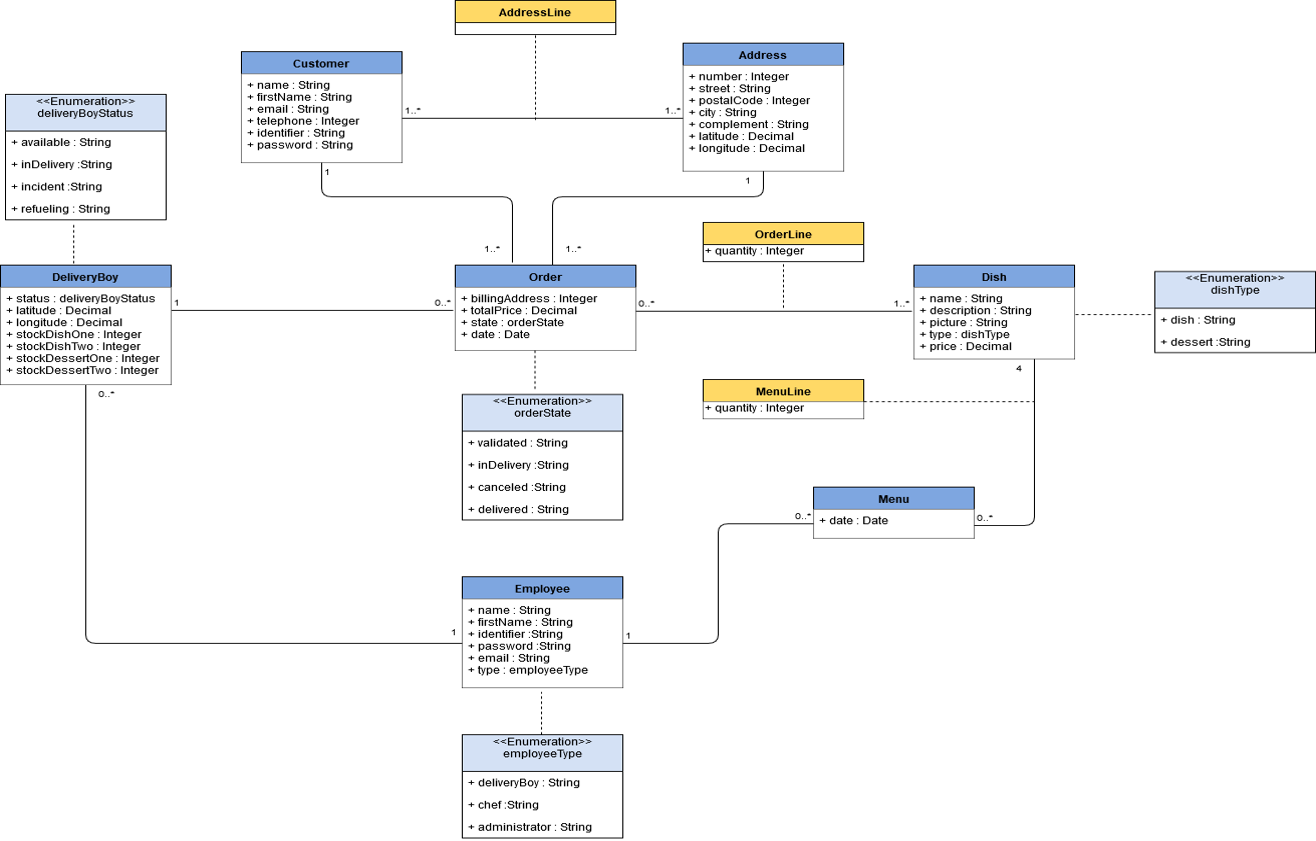 AddressLine
Customer
+ name : String
+ firstName : String
+ email : String
+ telephone : Integer
+ identifier : String
+ password : String
1..*
1..*
1
Address
+ number : Integer
+ street : String
+ postalCode : Integer
+ city : String
+ complement : String
+ latitude : Decimal
+ longitude : Decimal
1
<<Enumeration>>
deliveryBoyStatus
+ available : String
+ inDelivery :String
+ incident :String
+ refueling : String
1..*
1..*
OrderLine
+ quantity : Integer
DeliveryBoy
+ status : deliveryBoyStatus
+ latitude : Decimal
+ longitude : Decimal
+ stockDishOne : Integer
+ stockDishTwo : Integer
+ stockDessertOne : Integer
+ stockDessertTwo : Integer
1
0..*
0..*
Order
+ billingAddress : Integer
+ totalPrice : Decimal
+ state : orderState
+ date : Date
0..*
1..*
Dish
+ name : String
+ description : String
+ picture : String
+ type : dishType
+ price : Decimal
4
<<Enumeration>>
dishType
+ dish : String
+ dessert :String
<<Enumeration>>
orderState
+ validated : String
+ inDelivery :String
+ canceled :String
+ delivered : String
MenuLine
+ quantity : Integer
Menu
+ date : Date
0..*
0..*
Employee
+ name : String
+ firstName : String
+ identifier :String
+ password :String
+ email : String
+ type : employeeType
1
1
<<Enumeration>>
employeeType
+ deliveryBoy : String
+ chef :String
+ administrator : String